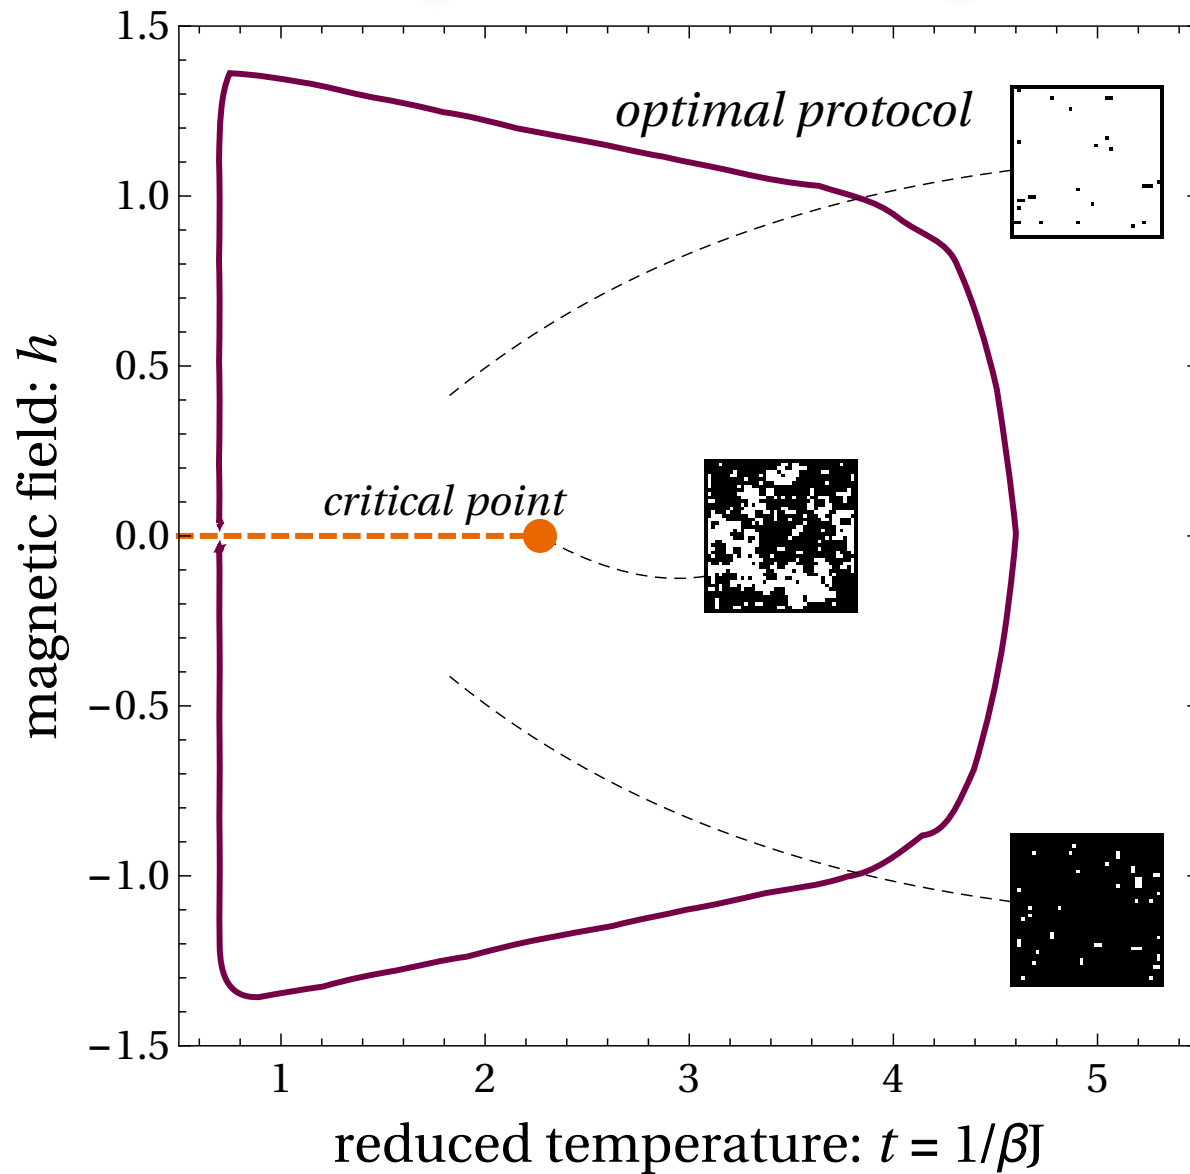 1.5
optimal protocol
1.0
0.5
critical point
0.0
−0.5
−1.0
−1.5
magnetic field: h
1 2 3 4 5
reduced temperature: t = 1/βJ